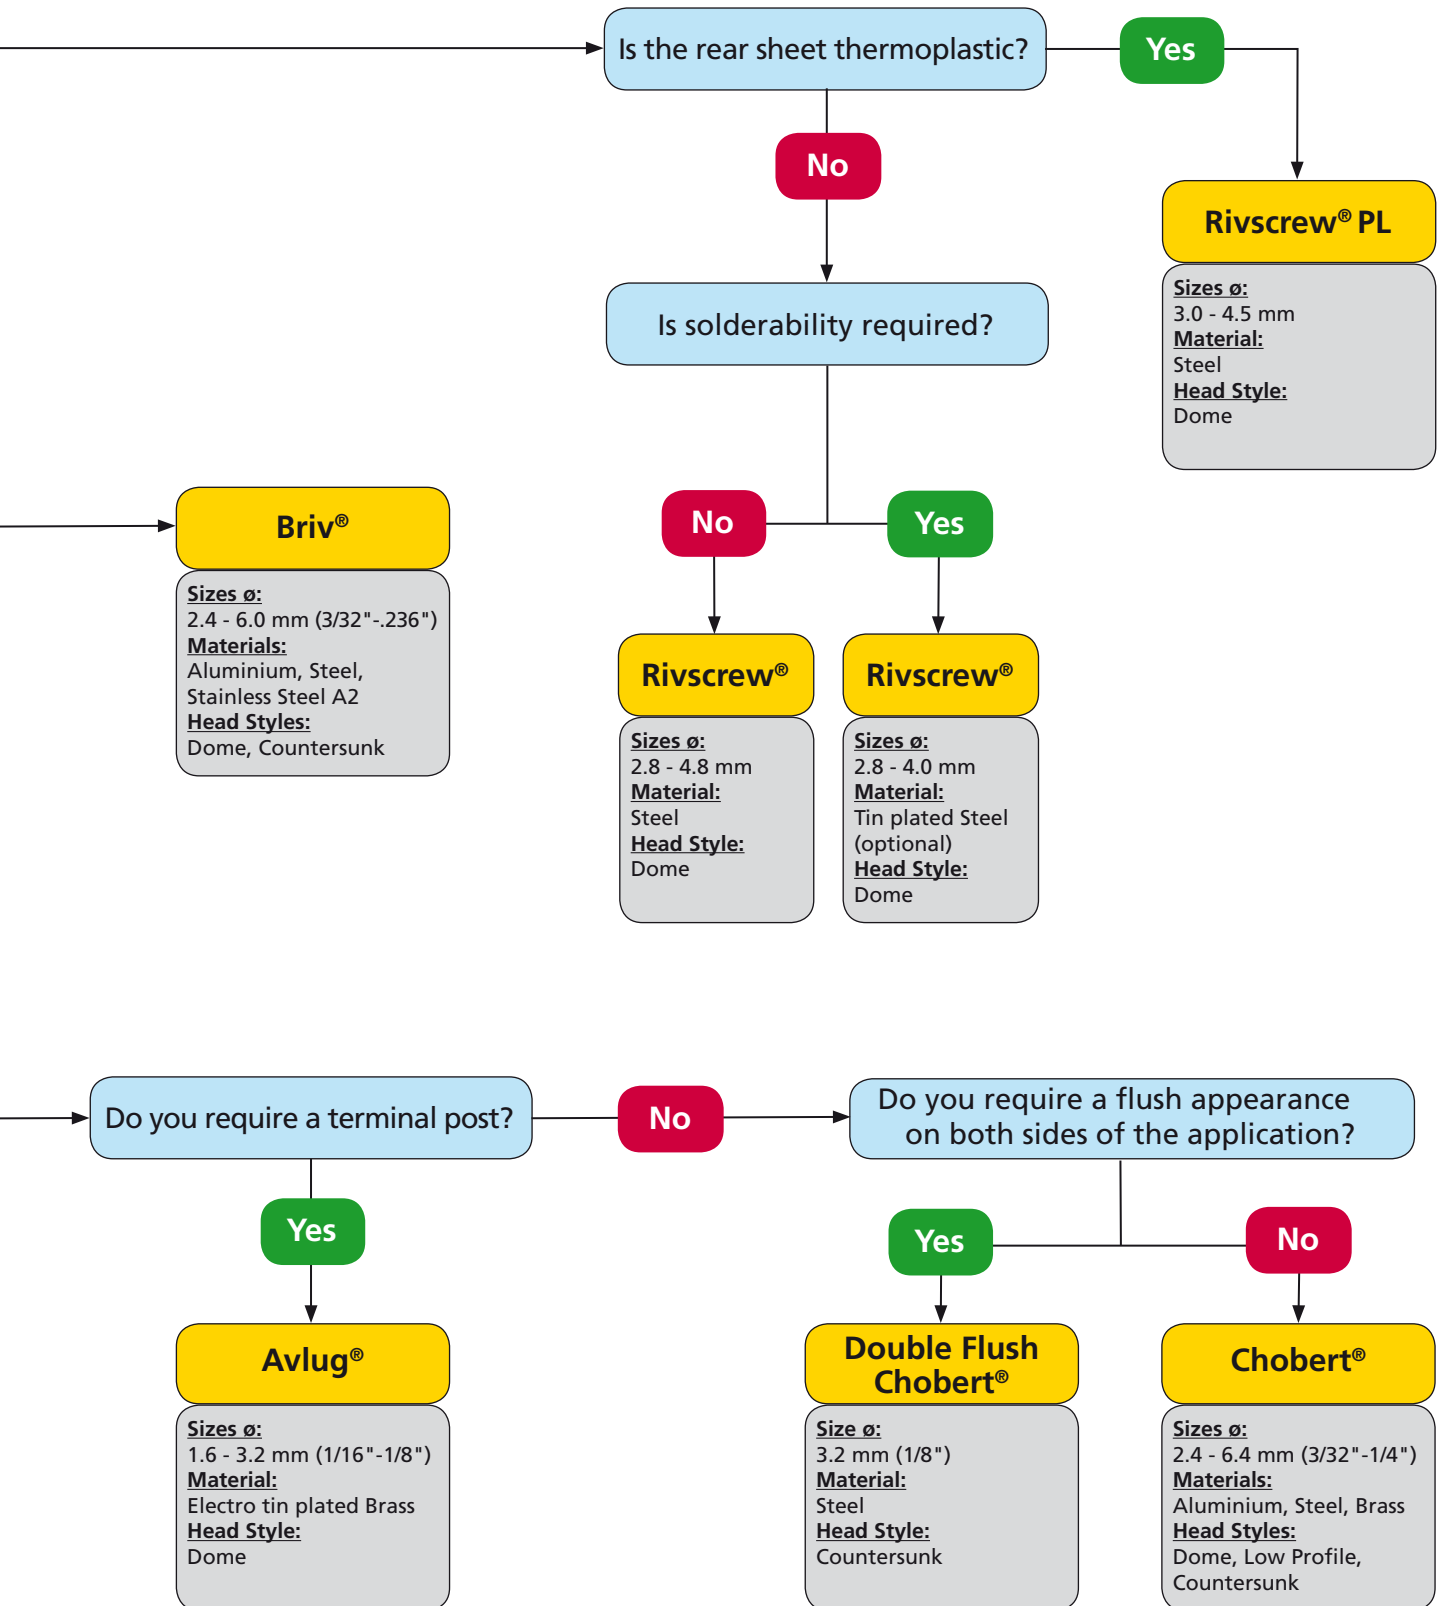 Is the rear sheet thermoplastic?
Yes
No
Rivscrew® PL
Sizes ø:
3.0 - 4.5 mm
Material:
Steel
Head Style:
Dome
Is solderability required?
No
Yes
Briv®
Sizes ø:
2.4 - 6.0 mm (3/32"-.236")
Materials:
Aluminium, Steel,
Stainless Steel A2
Head Styles:
Dome, Countersunk
Rivscrew®
Sizes ø:
2.8 - 4.8 mm
Material:
Steel
Head Style:
Dome
Rivscrew®
Sizes ø:
2.8 - 4.0 mm
Material:
Tin plated Steel
(optional)
Head Style:
Dome
Do you require a terminal post?
No
Do you require a flush appearance
on both sides of the application?
Yes
Yes
No
Avlug®
Sizes ø:
1.6 - 3.2 mm (1/16"-1/8")
Material:
Electro tin plated Brass
Head Style:
Dome
Double Flush
Chobert®
Size ø:
3.2 mm (1/8")
Material:
Steel
Head Style:
Countersunk
Chobert®
Sizes ø:
2.4 - 6.4 mm (3/32"-1/4")
Materials:
Aluminium, Steel, Brass
Head Styles:
Dome, Low Profile,
Countersunk